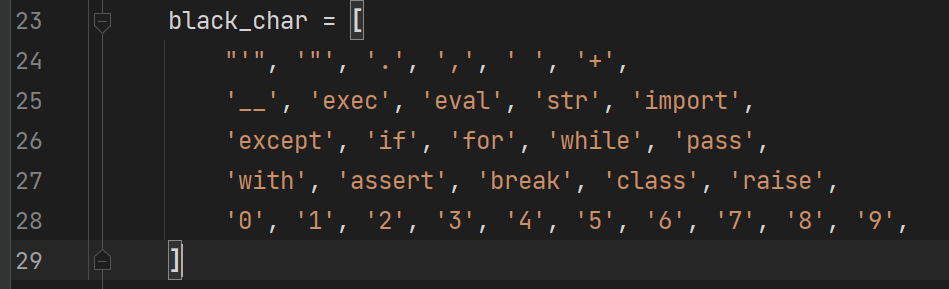 23 black_char = [
24 "'", '"', '.', ',', ' ', '+',
25 '__', 'exec', 'eval', 'str', 'import',
26 'except', 'if', 'for', 'while', 'pass',
27 'with', 'assert', 'break', 'class', 'raise',
28 '0', '1', '2', '3', '4', '5', '6', '7', '8', '9',
29 ]